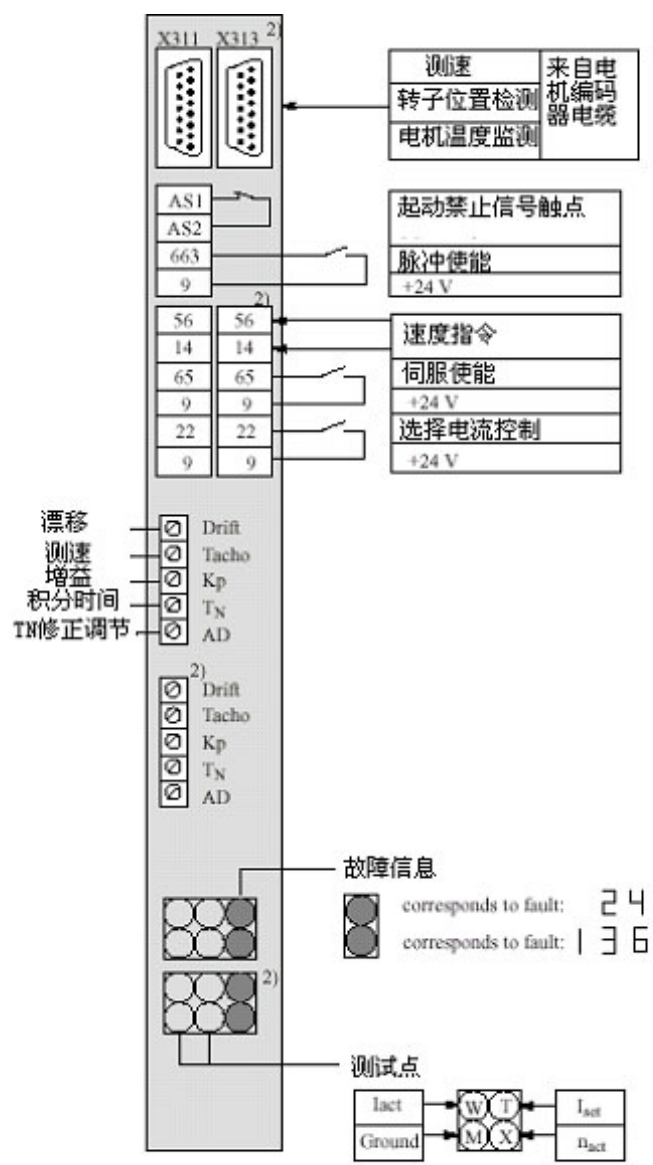 X311 X313 2)
测速
转子位置检测
电机温度监测
来自电
机编码
器电缆
AS1
AS2
663
9
起动禁止信号触点
脉冲使能
+24 V
2)
56 56
14 14
65 65
9 9
22 22
9 9
速度指令
伺服使能
+24 V
选择电流控制
+24 V
漂移 Drift
测速 Tacho
增益 Kp
积分时间 TN
TN修正调节 AD
2)
Drift
Tacho
Kp
TN
AD
故障信息
corresponds to fault: 2 4
corresponds to fault: 1 3 6
2)
测试点
Iact W T Iset
Ground M X nact